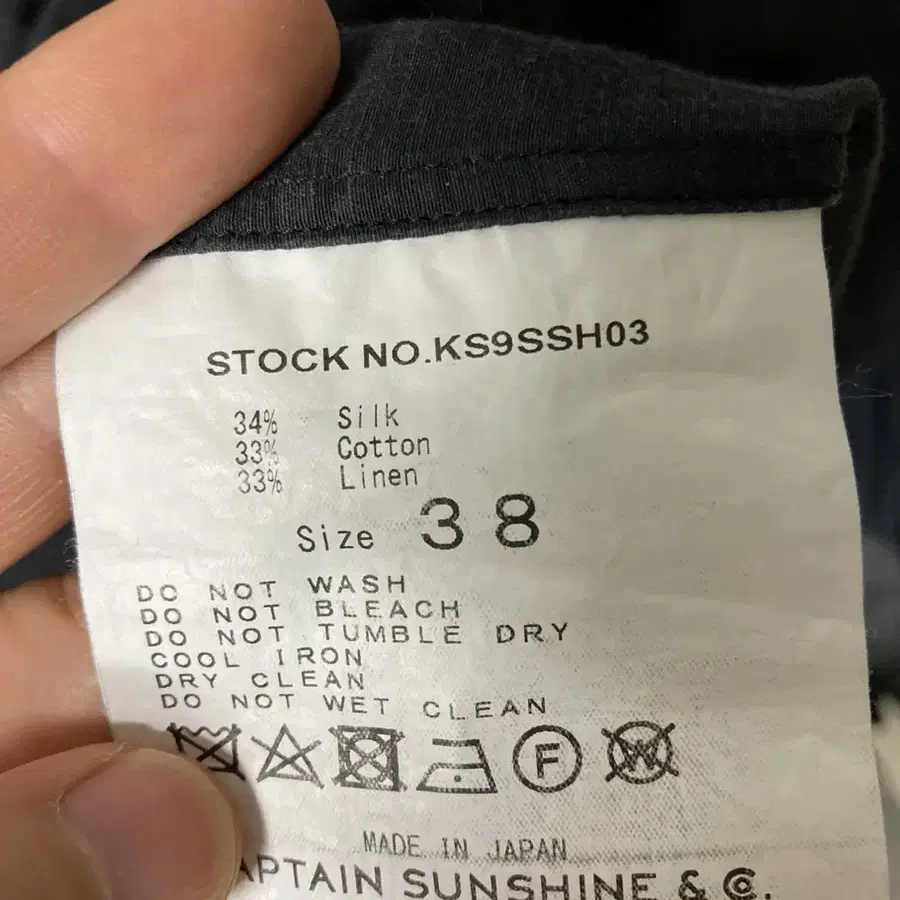 STOCK NO.KS9SSH03
34% Silk
33% Cotton
33% Linen
Size 38
DO NOT WASH
DO NOT BLEACH
DO NOT TUMBLE DRY
COOL IRON
DRY CLEAN
DO NOT WET CLEAN
F W
MADE IN JAPAN
APTAIN SUNSHINE & Co.